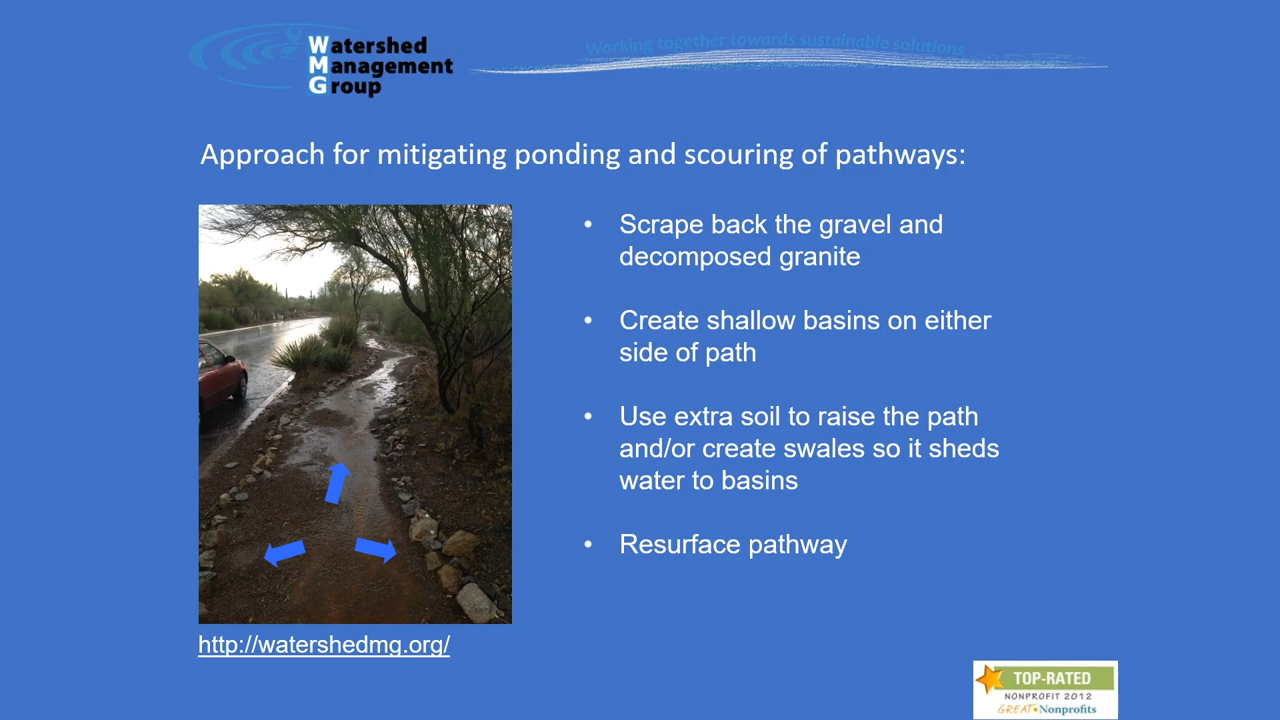 Watershed
Management
Group
Working together towards sustainable solutions
Approach for mitigating ponding and scouring of pathways:
• Scrape back the gravel and
decomposed granite
• Create shallow basins on either
side of path
• Use extra soil to raise the path
and/or create swales so it sheds
water to basins
• Resurface pathway
http://watershedmg.org/
TOP-RATED
NONPROFIT 2012
GREAT Nonprofits